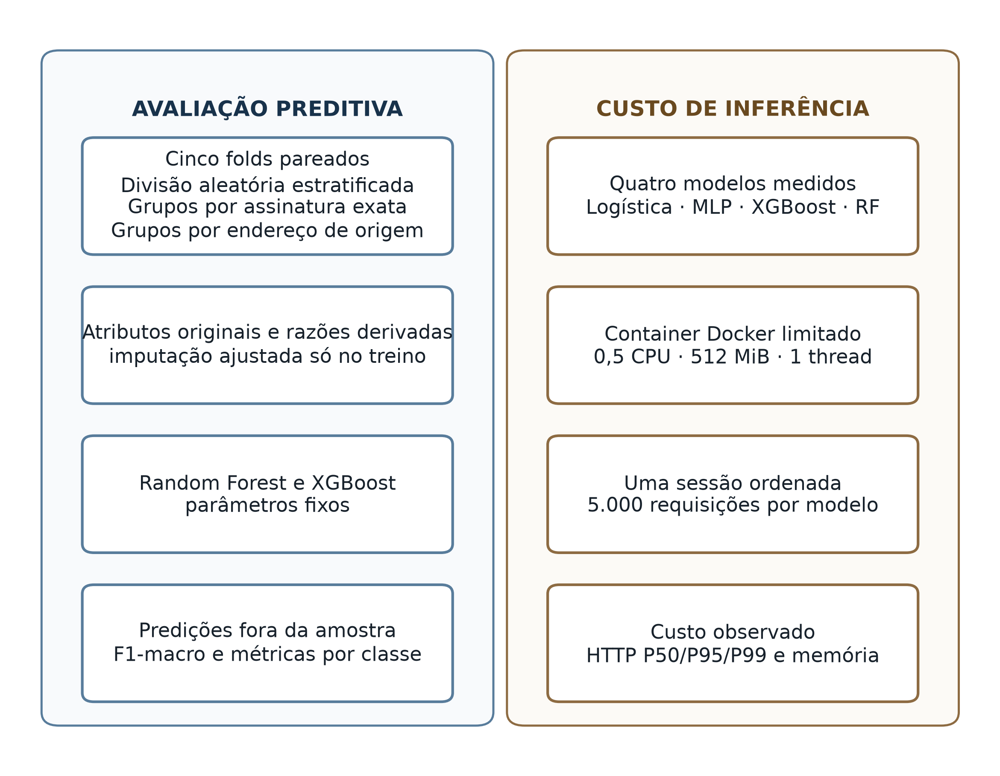 AVALIAÇÃO PREDITIVA
Cinco folds pareados
Divisão aleatória estratificada
Grupos por assinatura exata
Grupos por endereço de origem
Atributos originais e razões derivadas
imputação ajustada só no treino
Random Forest e XGBoost
parâmetros fixos
Predições fora da amostra
F1-macro e métricas por classe
CUSTO DE INFERÊNCIA
Quatro modelos medidos
Logística · MLP · XGBoost · RF
Container Docker limitado
0,5 CPU · 512 MiB · 1 thread
Uma sessão ordenada
5.000 requisições por modelo
Custo observado
HTTP P50/P95/P99 e memória